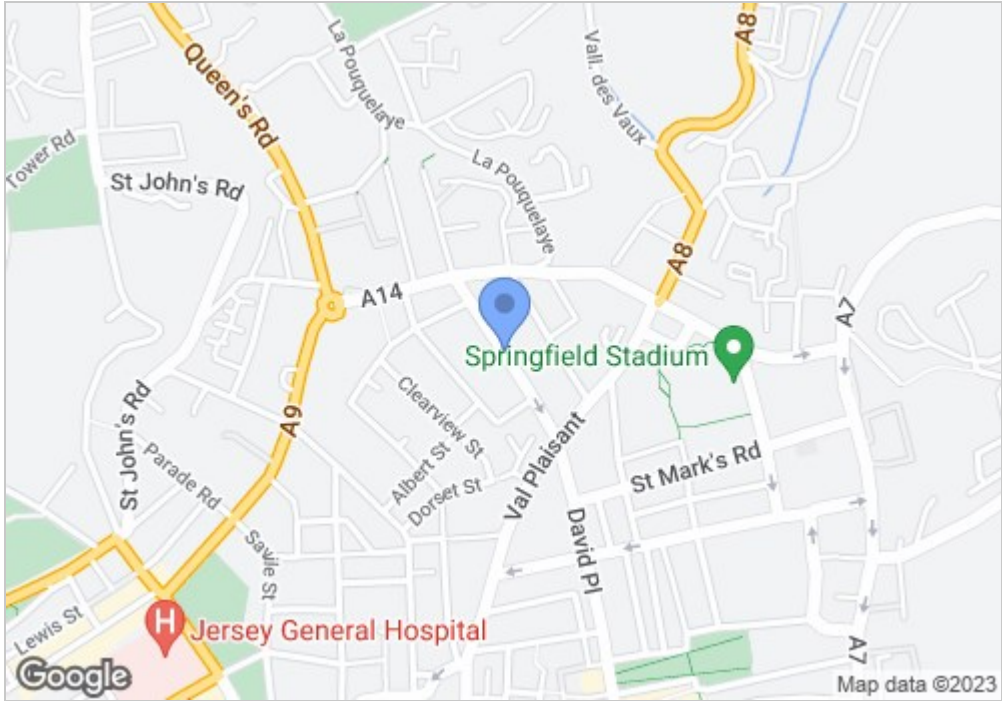 A8
La Pouquelaye
Queen's Rd
Vall. des Vaux
Tower Rd
La Pouquelaye
St John's Rd
A8
A14
A7
Springfield Stadium
Clearview St
A9
St John's Rd
Albert St
Val Plaisant
St Mark's Rd
Parade Rd
Dorset St
David Pl
Savile St
H
Lewis St
Jersey General Hospital
A7
Google
Map data ©2023